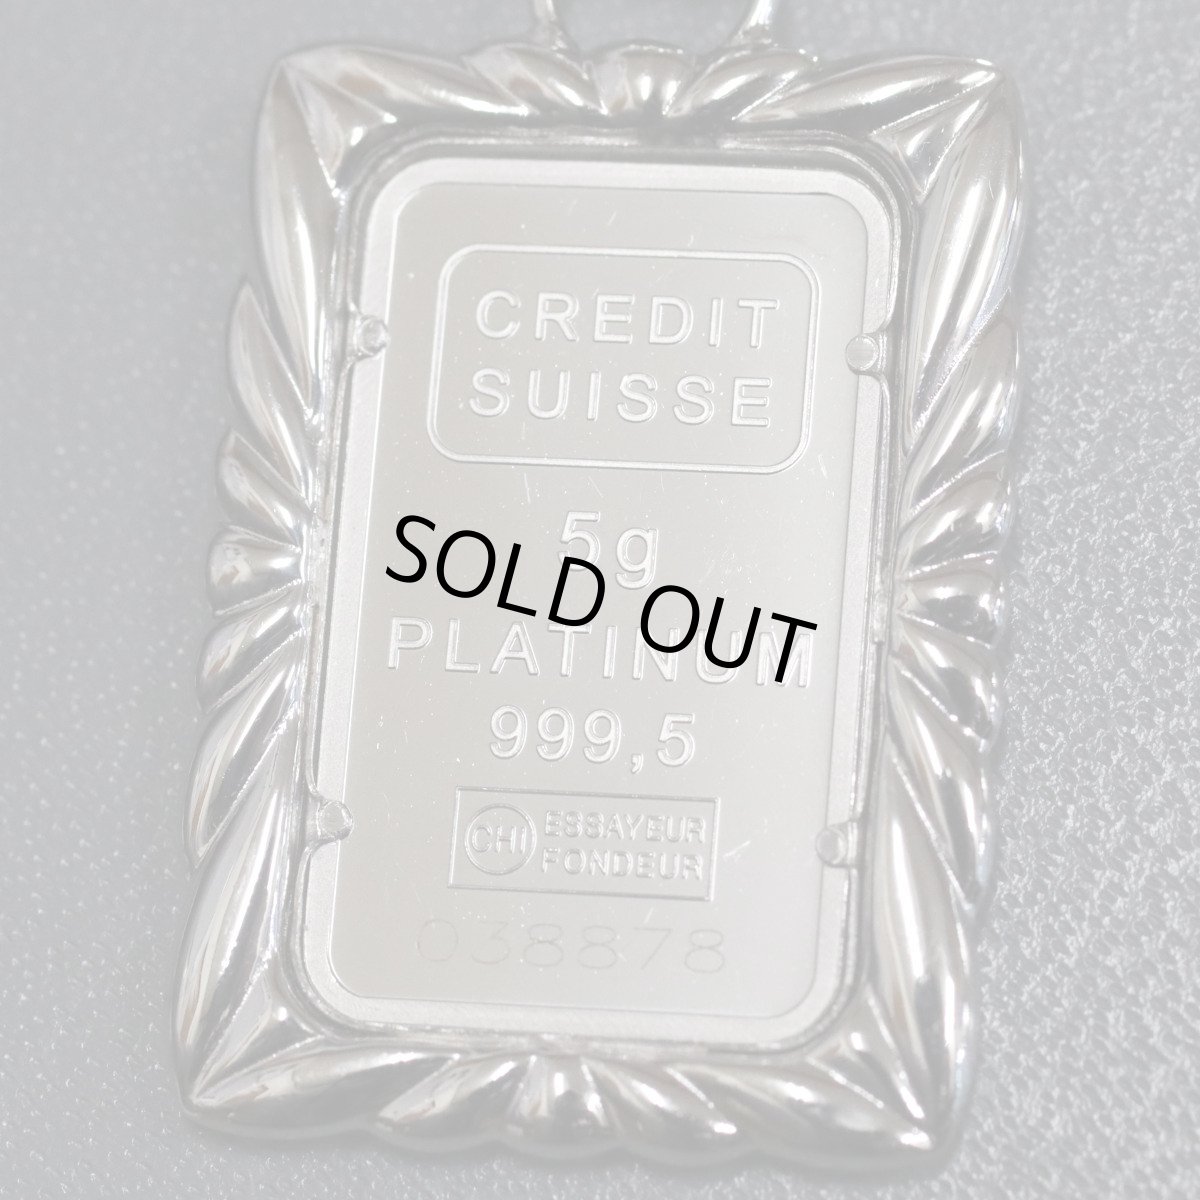 CREDIT
SUISSE
5g
SOLD OUT
PLATINUM
999,5
CHI ESSAYEUR
FONDEUR
038878